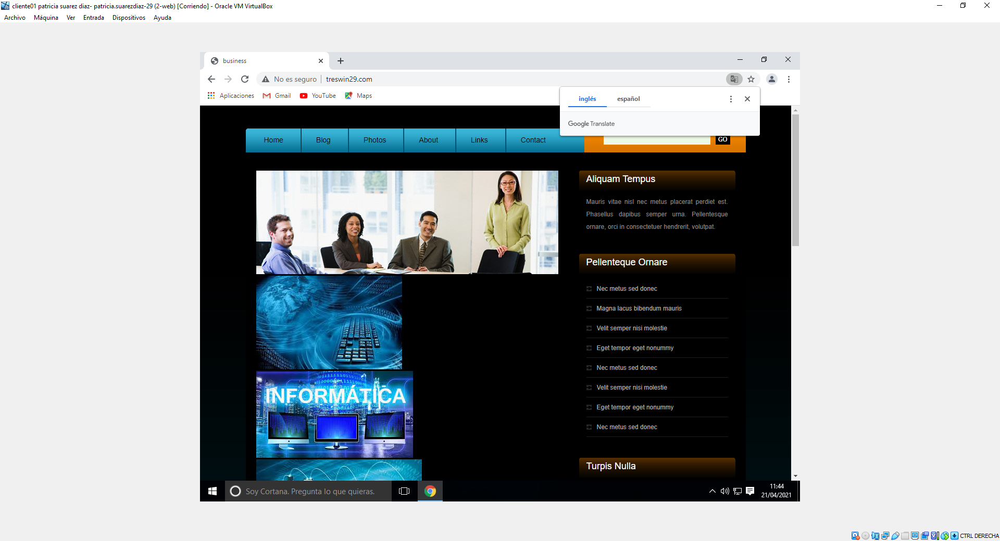 cliente01 patricia suarez diaz- patricia.suarezdiaz-29 (2-web) [Corriendo] - Oracle VM VirtualBox
Archivo Máquina Ver Entrada Dispositivos Ayuda
business
No es seguro treswin29.com
Aplicaciones Gmail YouTube Maps
inglés español
Google Translate
Home Blog Photos About Links Contact GO
Aliquam Tempus
Mauris vitae nisl nec metus placerat perdiet est.
Phasellus dapibus semper urna. Pellentesque
ornare, orci in consectetuer hendrerit, volutpat.
Pellenteque Ornare
Nec metus sed donec
Magna lacus bibendum mauris
Velit semper nisi molestie
Eget tempor eget nonummy
Nec metus sed donec
Velit semper nisi molestie
Eget tempor eget nonummy
Nec metus sed donec
INFORMÁTICA
Turpis Nulla
Soy Cortana. Pregunta lo que quieras.
11:44
21/04/2021
CTRL DERECHA